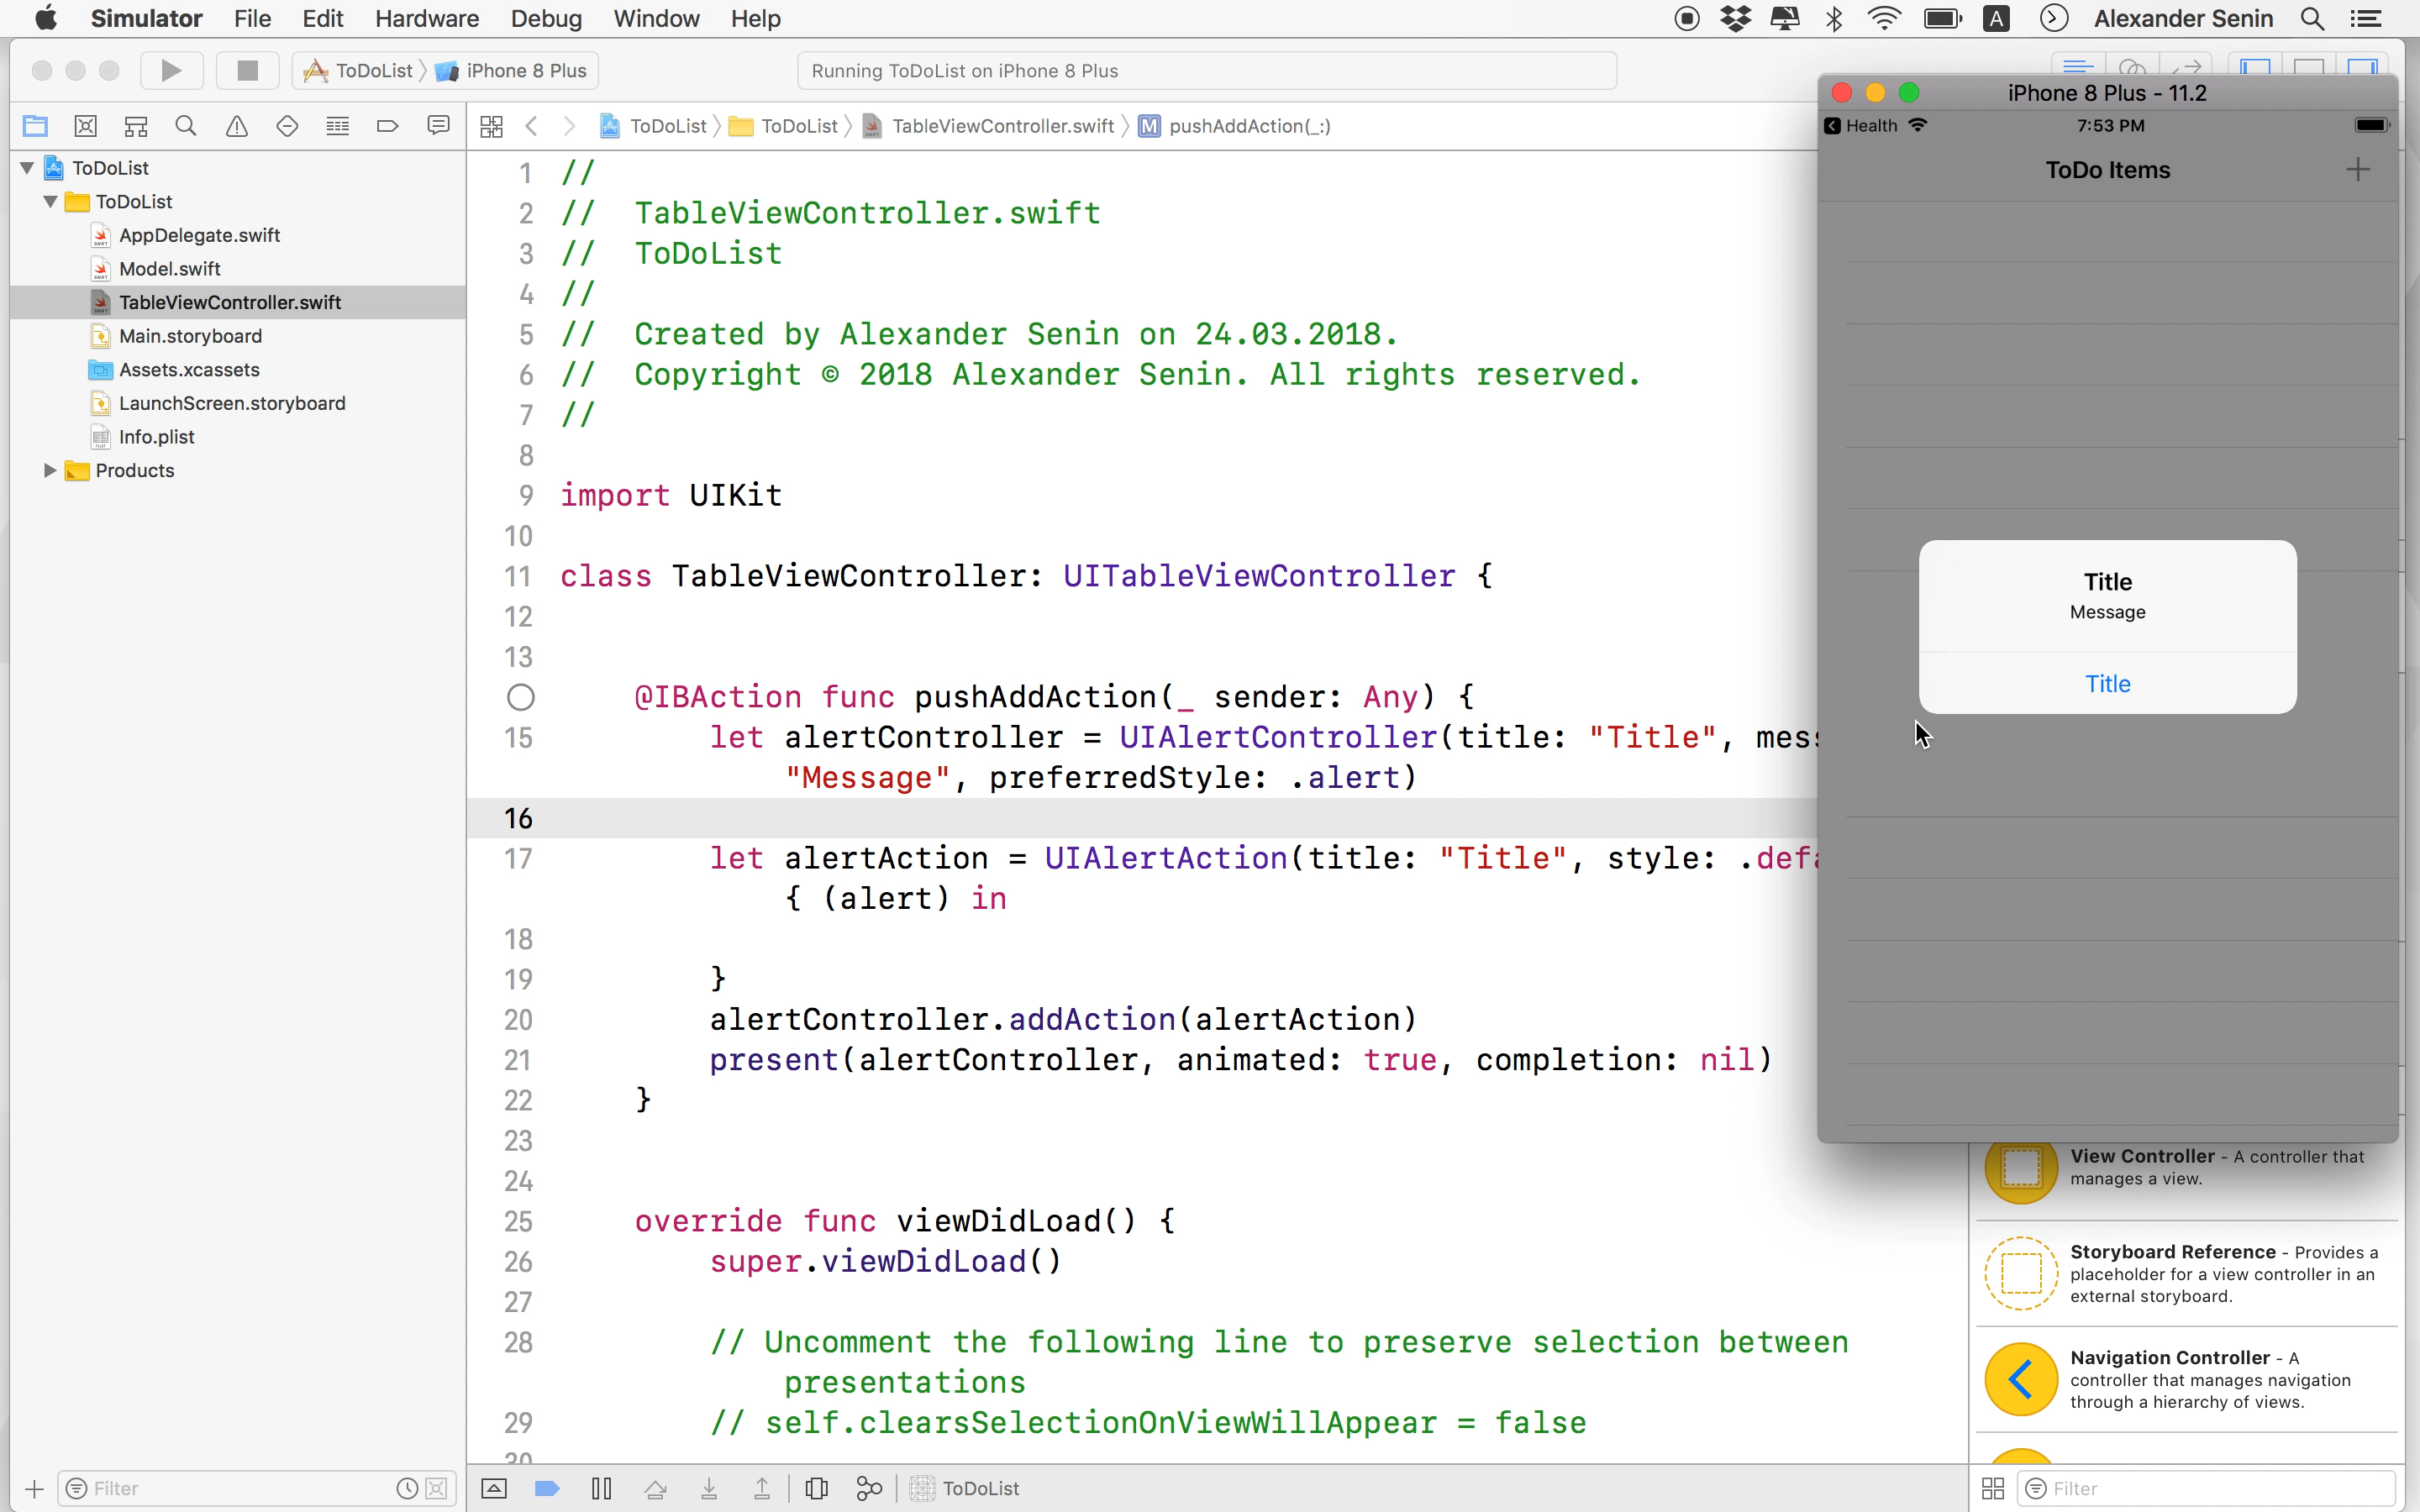 Simulator File Edit Hardware Debug Window Help A Alexander Senin
ToDoList iPhone 8 Plus Running ToDoList on iPhone 8 Plus
ToDoList ToDoList TableViewController.swift M pushAddAction(_:)
ToDoList
ToDoList
AppDelegate.swift
Model.swift
TableViewController.swift
Main.storyboard
Assets.xcassets
LaunchScreen.storyboard
Info.plist
Products
Filter
1 //
2 // TableViewController.swift
3 // ToDoList
4 //
5 // Created by Alexander Senin on 24.03.2018.
6 // Copyright © 2018 Alexander Senin. All rights reserved.
7 //
8
9 import UIKit
10
11 class TableViewController: UITableViewController {
12
13
@IBAction func pushAddAction(_ sender: Any) {
15 let alertController = UIAlertController(title: "Title", mess
"Message", preferredStyle: .alert)
16
17 let alertAction = UIAlertAction(title: "Title", style: .defa
{ (alert) in
18
19 }
20 alertController.addAction(alertAction)
21 present(alertController, animated: true, completion: nil)
22 }
23
24
25 override func viewDidLoad() {
26 super.viewDidLoad()
27
28 // Uncomment the following line to preserve selection between
presentations
29 // self.clearsSelectionOnViewWillAppear = false
30
ToDoList
iPhone 8 Plus - 11.2
Health 7:53 PM
ToDo Items
Title
Message
Title
View Controller - A controller that
manages a view.
Storyboard Reference - Provides a
placeholder for a view controller in an
external storyboard.
Navigation Controller - A
controller that manages navigation
through a hierarchy of views.
Filter